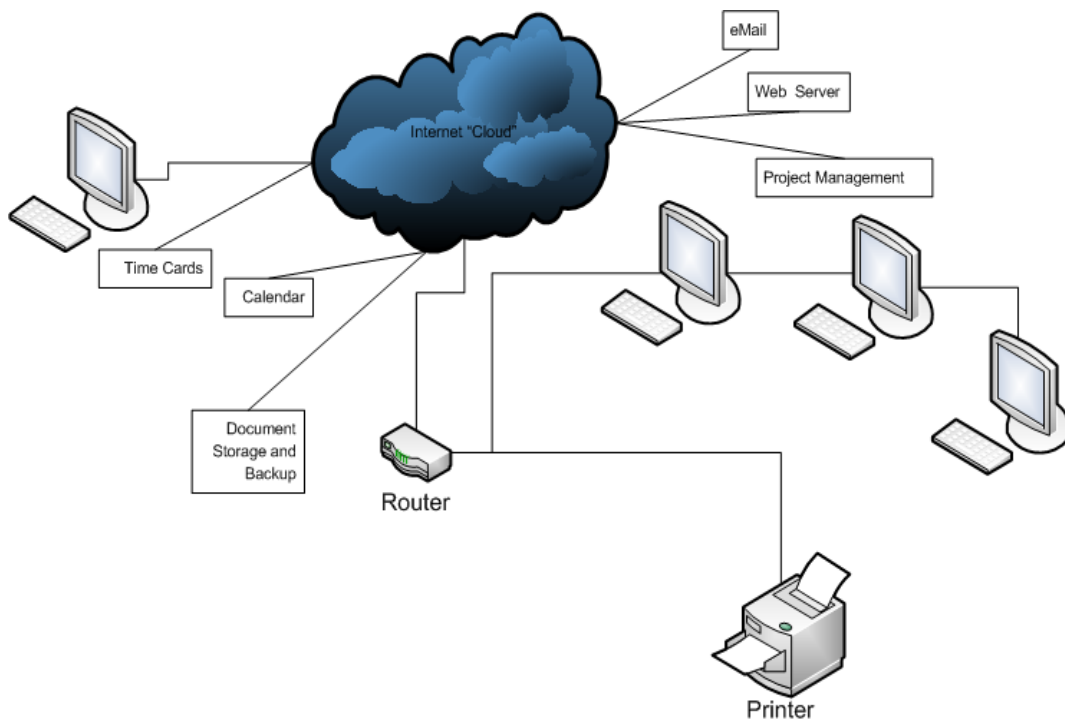 eMail
Web Server
Internet "Cloud"
Project Management
Time Cards
Calendar
Document
Storage and
Backup
Router
Printer